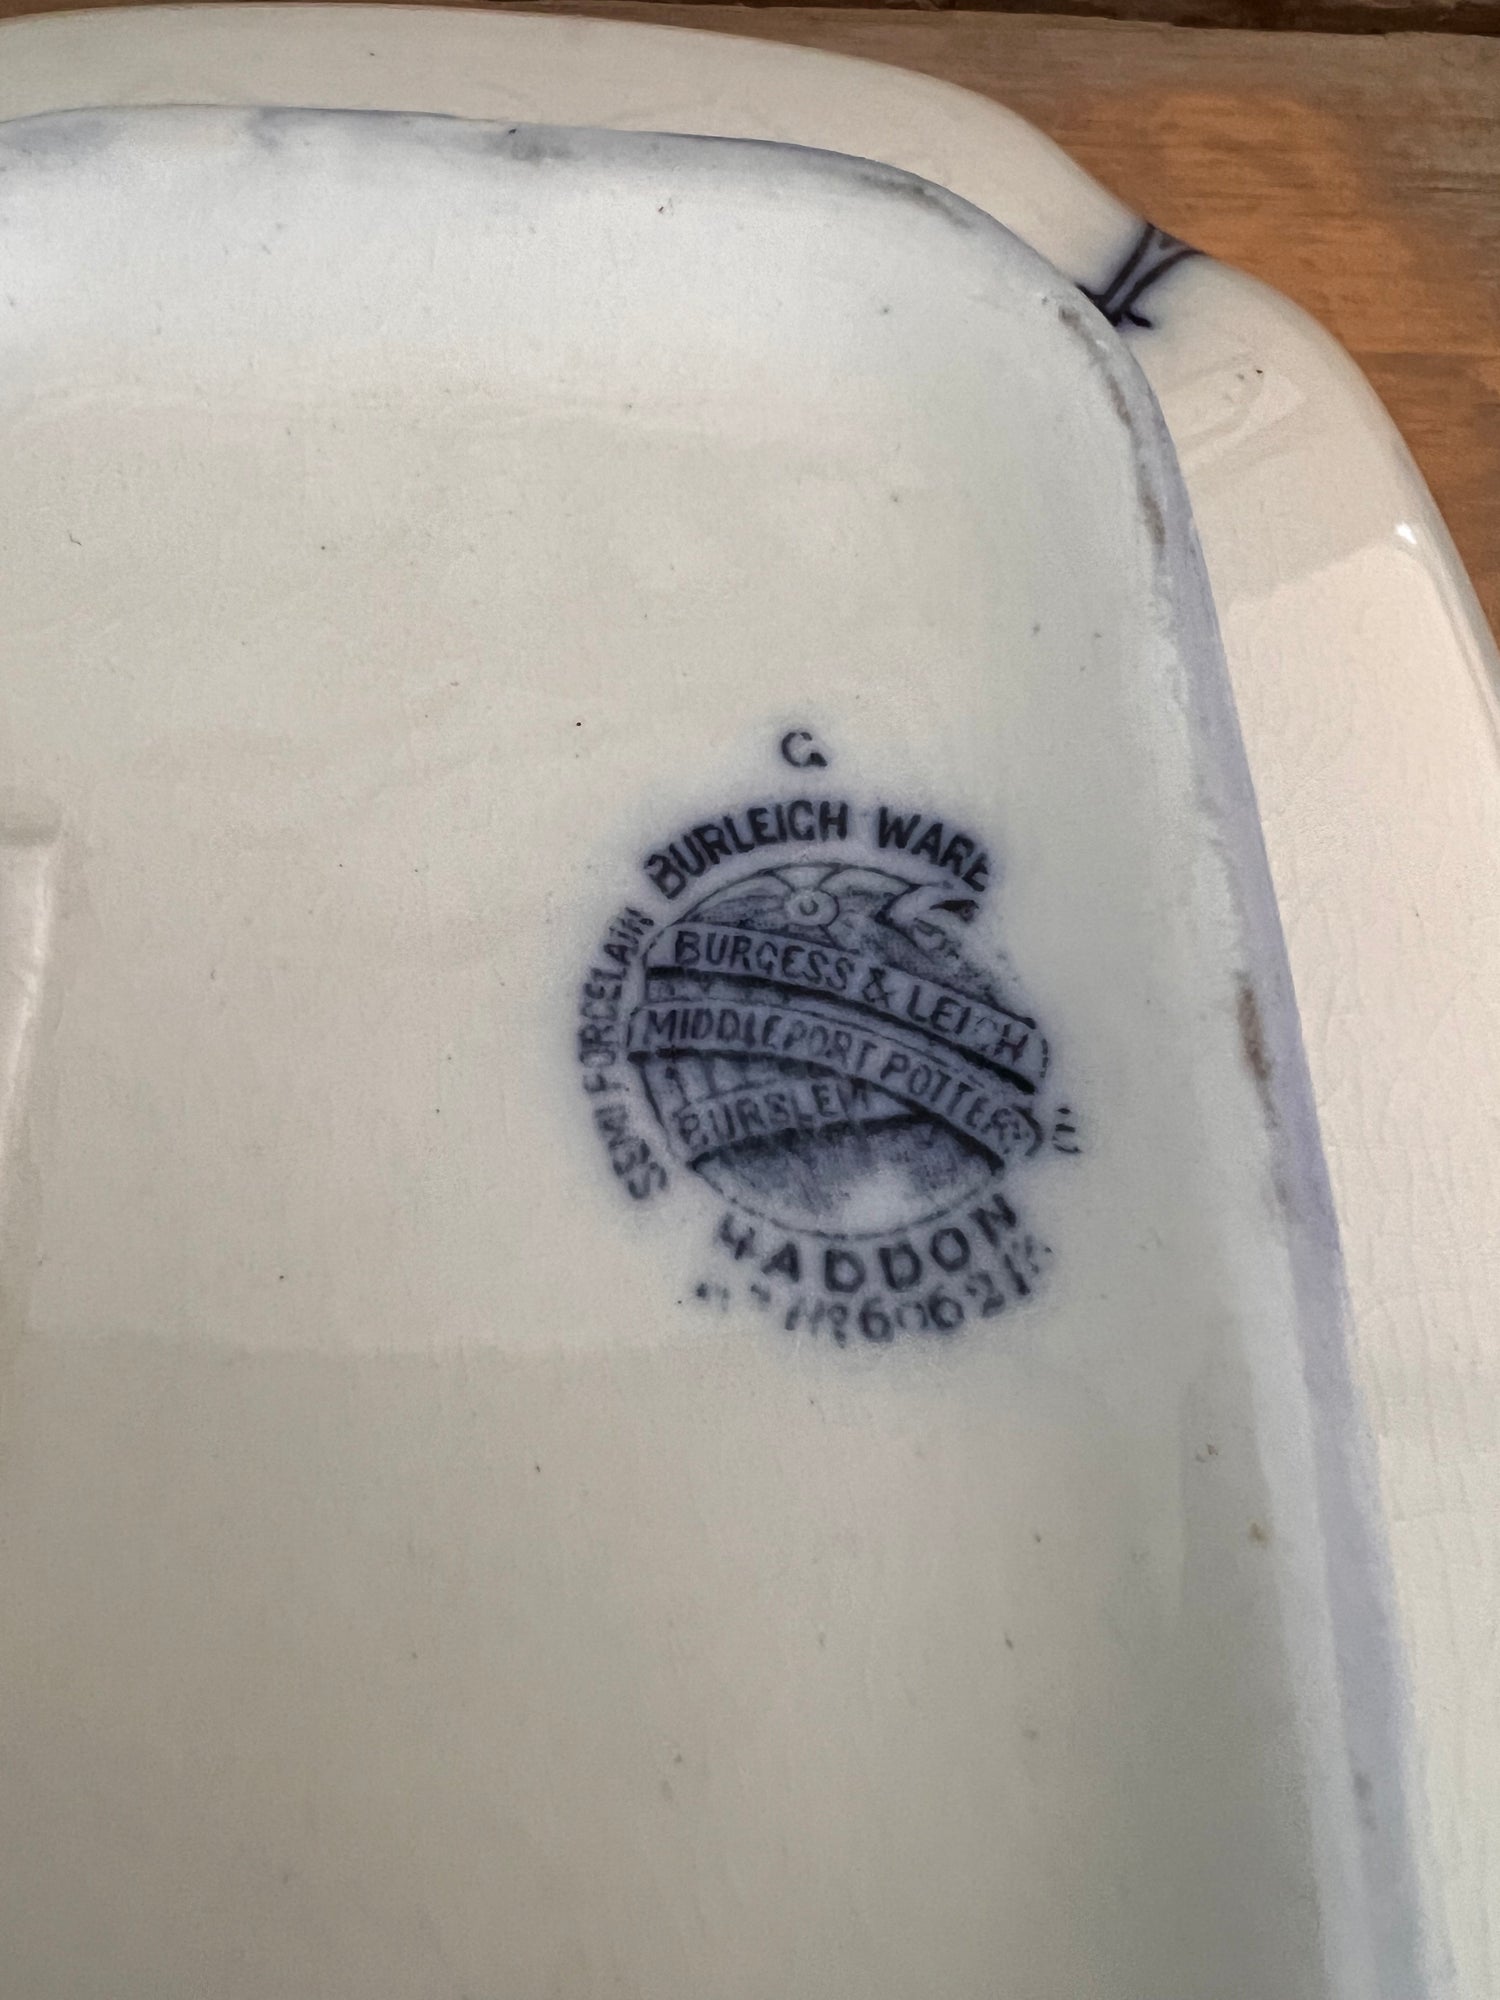 G
BURLEIGH WARE
SEMI PORCELAIN
BURGESS & LEIGH
MIDDLEPORT POTTERY
BURSLEM
HADDON